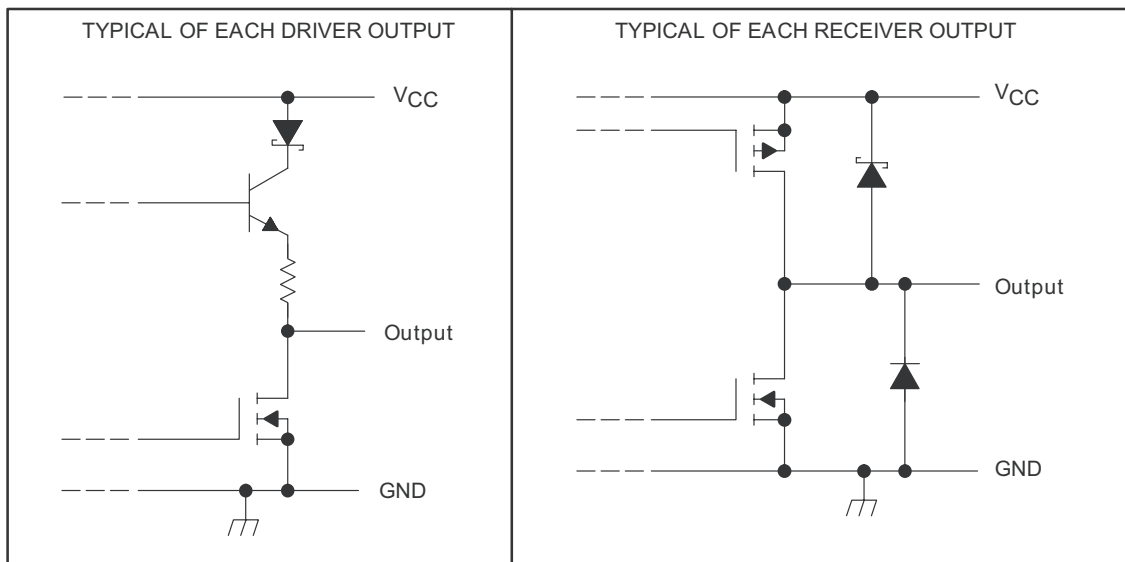 TYPICAL OF EACH DRIVER OUTPUT
VCC
Output
GND
TYPICAL OF EACH RECEIVER OUTPUT
VCC
Output
GND